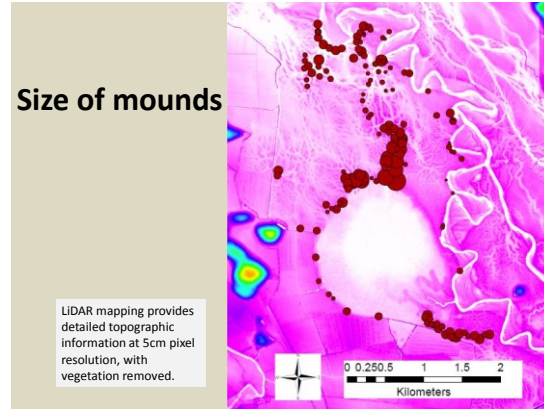 Size of mounds
LiDAR mapping provides
detailed topographic
information at 5cm pixel
resolution, with
vegetation removed.
0 0.250.5 1 1.5 2
Kilometers